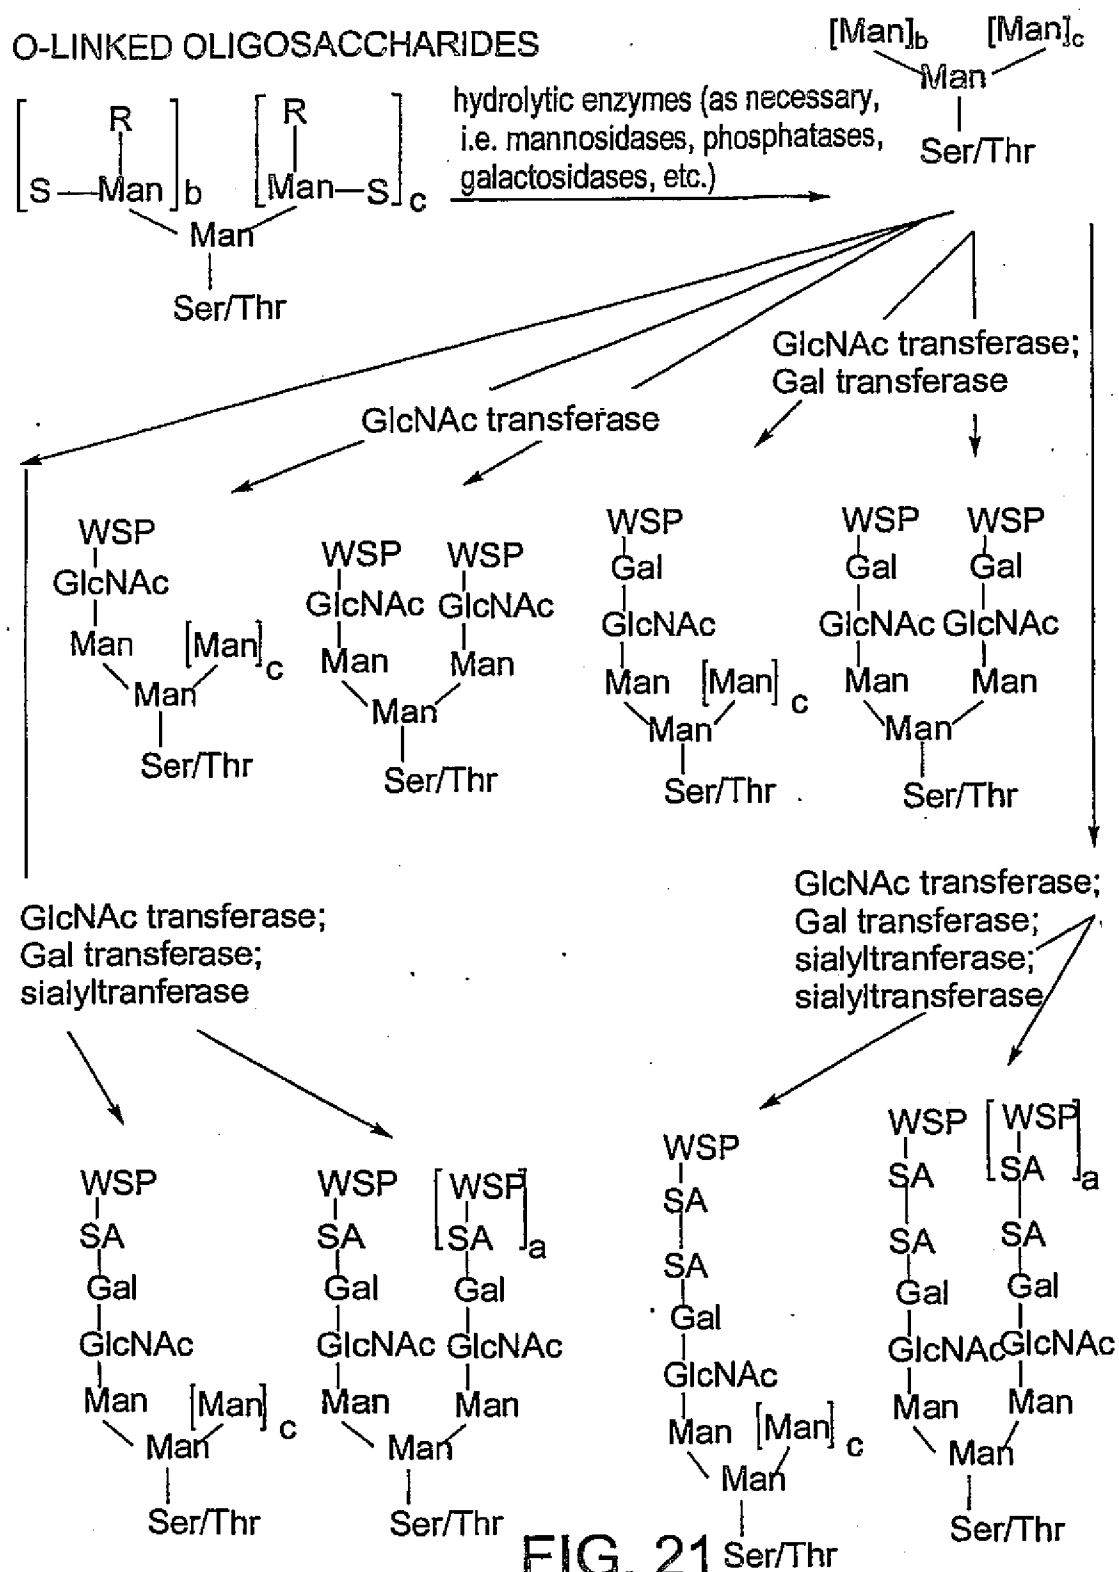 O-LINKED OLIGOSACCHARIDES
[Man]b [Man]c
Man
Ser/Thr
[S—Man]b [Man—S]c
R R
Man
Ser/Thr
hydrolytic enzymes (as necessary,
i.e. mannosidases, phosphatases,
galactosidases, etc.)
GlcNAc transferase;
Gal transferase
GlcNAc transferase
WSP
GlcNAc
Man [Man]c
Man
Ser/Thr
WSP WSP
GlcNAc GlcNAc
Man Man
Man
Ser/Thr
WSP
Gal
GlcNAc
Man [Man]c
Man
Ser/Thr
WSP WSP
Gal Gal
GlcNAc GlcNAc
Man Man
Man
Ser/Thr
GlcNAc transferase;
Gal transferase;
sialyltranferase
GlcNAc transferase;
Gal transferase;
sialyltranferase;
sialyltransferase
WSP
SA
Gal
GlcNAc
Man [Man]c
Man
Ser/Thr
WSP [WSP
SA SA]a
Gal Gal
GlcNAc GlcNAc
Man Man
Man
Ser/Thr
WSP
SA
SA
Gal
GlcNAc
Man [Man]c
Man
Ser/Thr
WSP [WSP
SA SA]a
SA SA
Gal Gal
GlcNAc GlcNAc
Man Man
Man
Ser/Thr
FIG. 21